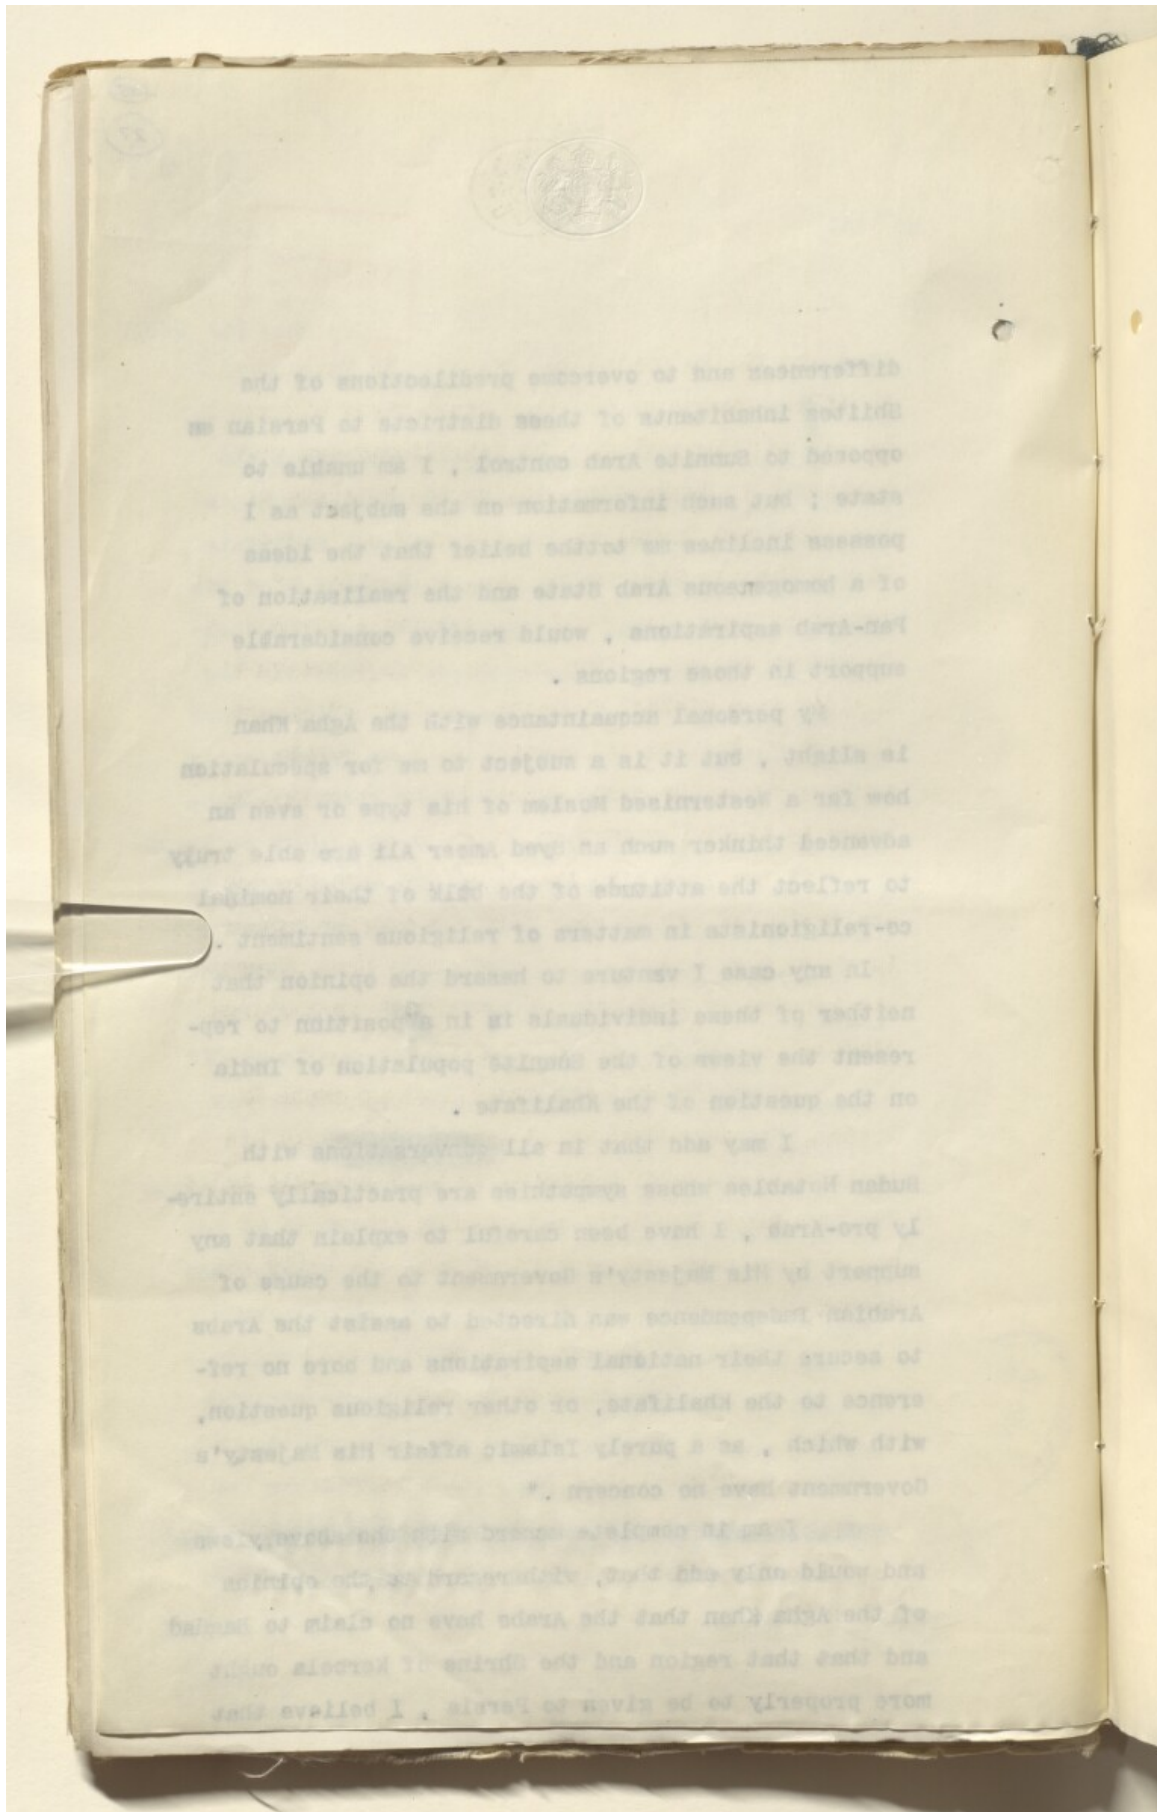 differences and to overcome predilections of the
Shiites inhabitants of these districts to Persian as
opposed to Sunnite Arab control , I am unable to
state ; but such information on the subject as I
possess inclines me to the belief that the ideas
of a homogeneous Arab State and the realisation of
Pan-Arab aspirations , would receive considerable
support in those regions .
My personal acquaintance with the Agha Khan
is slight , but it is a subject to me for speculation
how far a Westernised Moslem of his type or even an
advanced thinker such as Syed Ameer Ali are able truly
to reflect the attitude of the bulk of their nominal
co-religionists in matters of religious sentiment .
In any case I venture to hazard the opinion that
neither of these individuals is in a position to rep-
resent the views of the Sunnite population of India
on the question of the Khalifate .
I may add that in all conversations with
Sudan Notables whose sympathies are practically entire-
ly pro-Arab , I have been careful to explain that any
support by His Majesty's Government to the cause of
Arabian Independence was directed to assist the Arabs
to secure their national aspirations and bore no ref-
erence to the Khalifate, or other religious question,
with which , as a purely Islamic affair His Majesty's
Government have no concern ."
I am in complete accord with the above views
and would only add that, with regard to the opinion
of the Agha Khan that the Arabs have no claim to Bagdad
and that that region and the Shrine of Kerbela ought
more properly to be given to Persia , I believe that